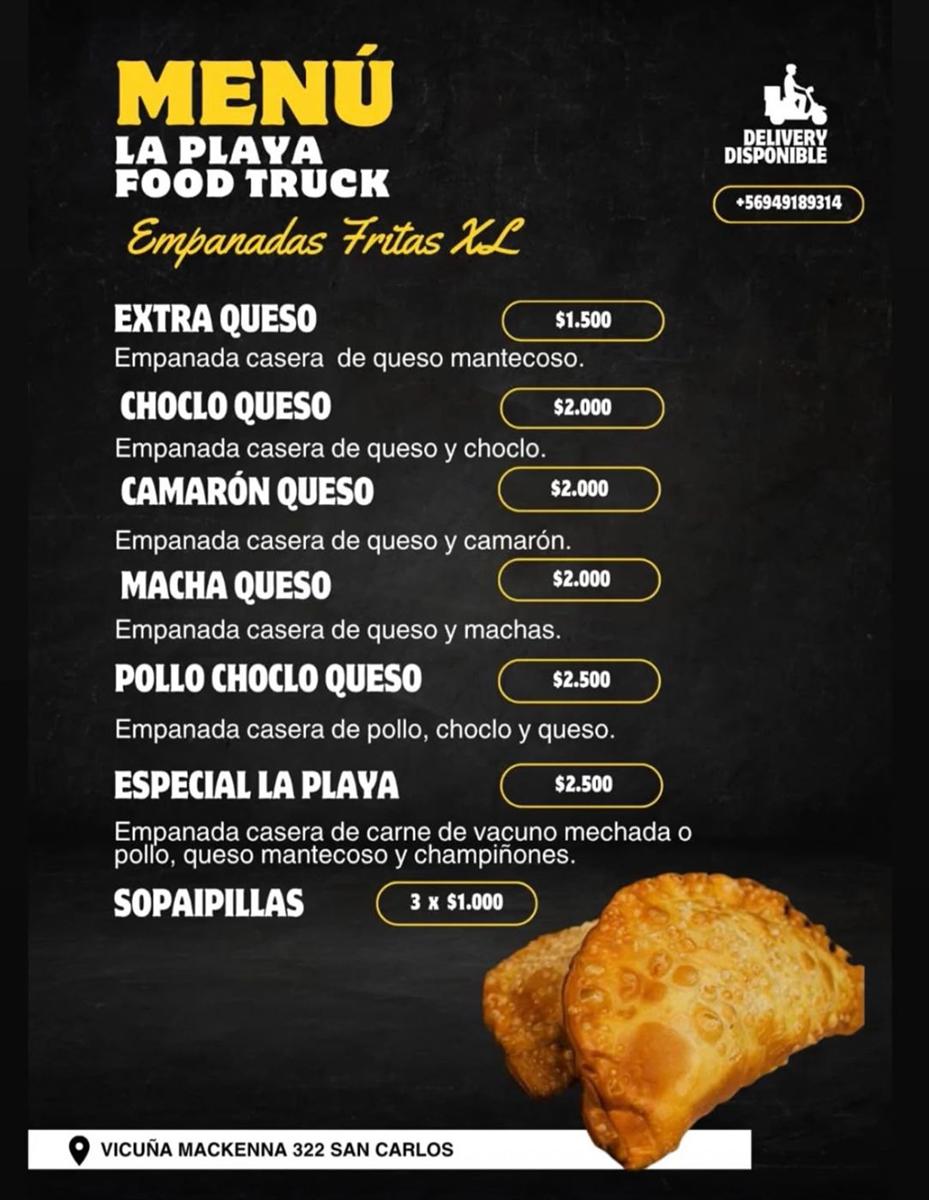 MENÚ
LA PLAYA
FOOD TRUCK
Empanadas Fritas XL
DELIVERY
DISPONIBLE
+56949189314
EXTRA QUESO $1.500
Empanada casera de queso mantecoso.
CHOCLO QUESO $2.000
Empanada casera de queso y choclo.
CAMARÓN QUESO $2.000
Empanada casera de queso y camarón.
MACHA QUESO $2.000
Empanada casera de queso y machas.
POLLO CHOCLO QUESO $2.500
Empanada casera de pollo, choclo y queso.
ESPECIAL LA PLAYA $2.500
Empanada casera de carne de vacuno mechada o
pollo, queso mantecoso y champiñones.
SOPAIPILLAS 3 x $1.000
VICUÑA MACKENNA 322 SAN CARLOS